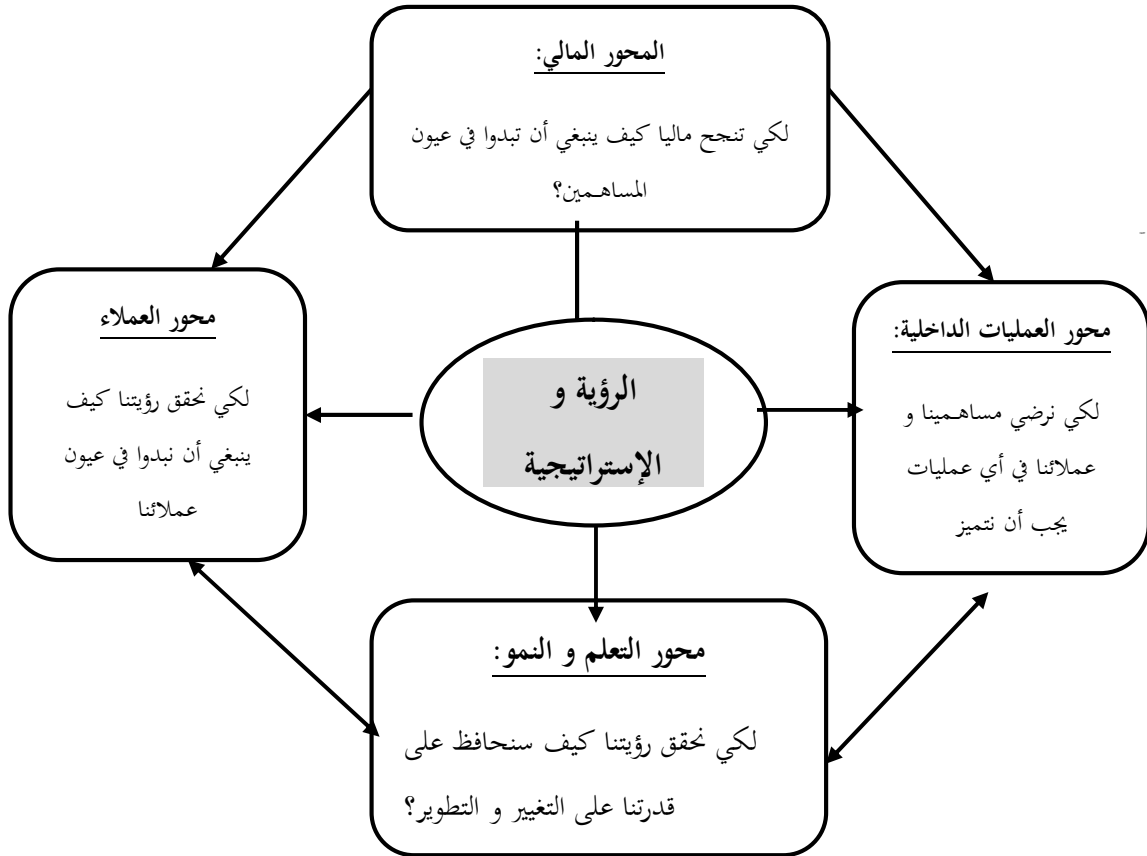 المحور المالي:
لكي تنجح ماليا كيف ينبغي أن تبدوا في عيون
المساهمين؟
محور العملاء
لكي نحقق رؤيتنا كيف
ينبغي أن نبدوا في عيون
عملائنا
الرؤية و
الإستراتيجية
محور العمليات الداخلية:
لكي نرضي مساهمينا و
عملائنا في أي عمليات
يجب أن نتميز
محور التعلم و النمو:
لكي نحقق رؤيتنا كيف سنحافظ على
قدرتنا على التغيير و التطوير؟